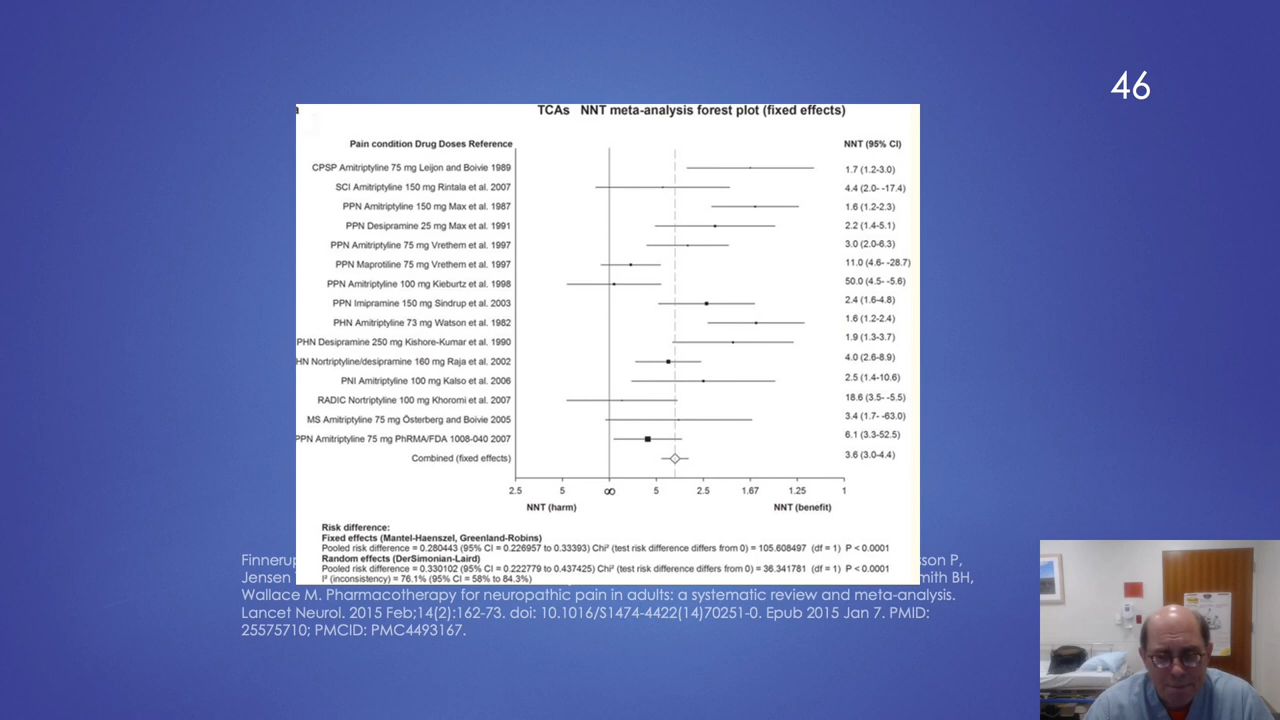 46
TCAs NNT meta-analysis forest plot (fixed effects)
Pain condition Drug Doses Reference NNT (95% CI)
CPSP Amitriptyline 75 mg Leijon and Boivie 1989 1.7 (1.2-3.0)
SCI Amitriptyline 150 mg Rintala et al. 2007 4.4 (2.0- -17.4)
PPN Amitriptyline 150 mg Max et al. 1987 1.6 (1.2-2.3)
PPN Desipramine 25 mg Max et al. 1991 2.2 (1.4-5.1)
PPN Amitriptyline 75 mg Vrethem et al. 1997 3.0 (2.0-6.3)
PPN Maprotiline 75 mg Vrethem et al. 1997 11.0 (4.6- -28.7)
PPN Amitriptyline 100 mg Kieburtz et al. 1998 50.0 (4.5- -5.6)
PPN Imipramine 150 mg Sindrup et al. 2003 2.4 (1.6-4.8)
PHN Amitriptyline 73 mg Watson et al. 1982 1.6 (1.2-2.4)
PHN Desipramine 250 mg Kishore-Kumar et al. 1990 1.9 (1.3-3.7)
HN Nortriptyline/desipramine 160 mg Raja et al. 2002 4.0 (2.6-8.9)
PNI Amitriptyline 100 mg Kalso et al. 2006 2.5 (1.4-10.6)
RADIC Nortriptyline 100 mg Khoromi et al. 2007 18.6 (3.5- -5.5)
MS Amitriptyline 75 mg Österberg and Boivie 2005 3.4 (1.7- -63.0)
PPN Amitriptyline 75 mg PhRMA/FDA 1008-040 2007 6.1 (3.3-52.5)
Combined (fixed effects) 3.6 (3.0-4.4)
2.5 5 ∞ 5 2.5 1.67 1.25 1
NNT (harm) NNT (benefit)
Risk difference:
Fixed effects (Mantel-Haenszel, Greenland-Robins)
Pooled risk difference = 0.280443 (95% CI = 0.226957 to 0.33393) Chi² (test risk difference differs from 0) = 105.608497 (df = 1) P < 0.0001
Random effects (DerSimonian-Laird)
Pooled risk difference = 0.330102 (95% CI = 0.222779 to 0.437425) Chi² (test risk difference differs from 0) = 36.341781 (df = 1) P < 0.0001
I² (inconsistency) = 76.1% (95% CI = 58% to 84.3%)
Finnerup sson P,
Jensen mith BH,
Wallace M. Pharmacotherapy for neuropathic pain in adults: a systematic review and meta-analysis.
Lancet Neurol. 2015 Feb;14(2):162-73. doi: 10.1016/S1474-4422(14)70251-0. Epub 2015 Jan 7. PMID:
25575710; PMCID: PMC4493167.